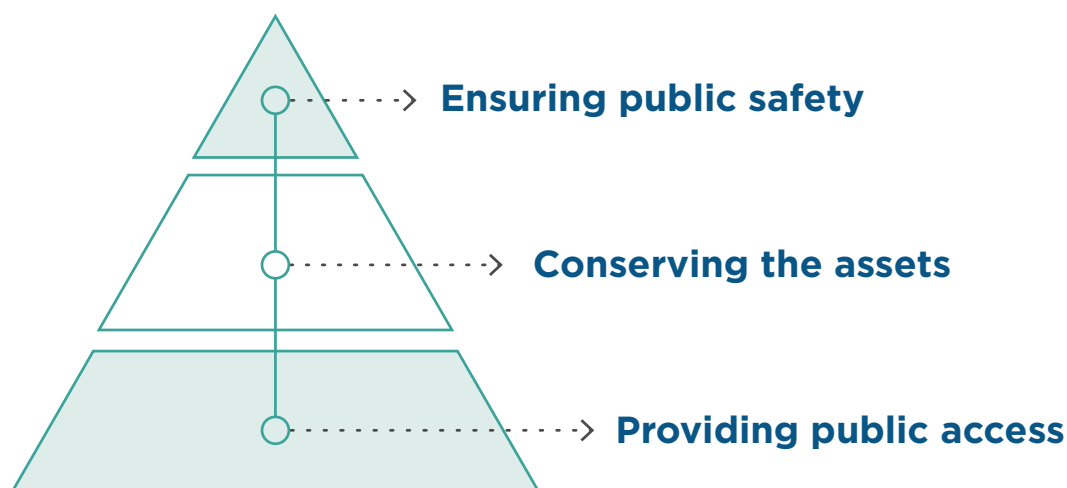 Ensuring public safety
Conserving the assets
Providing public access